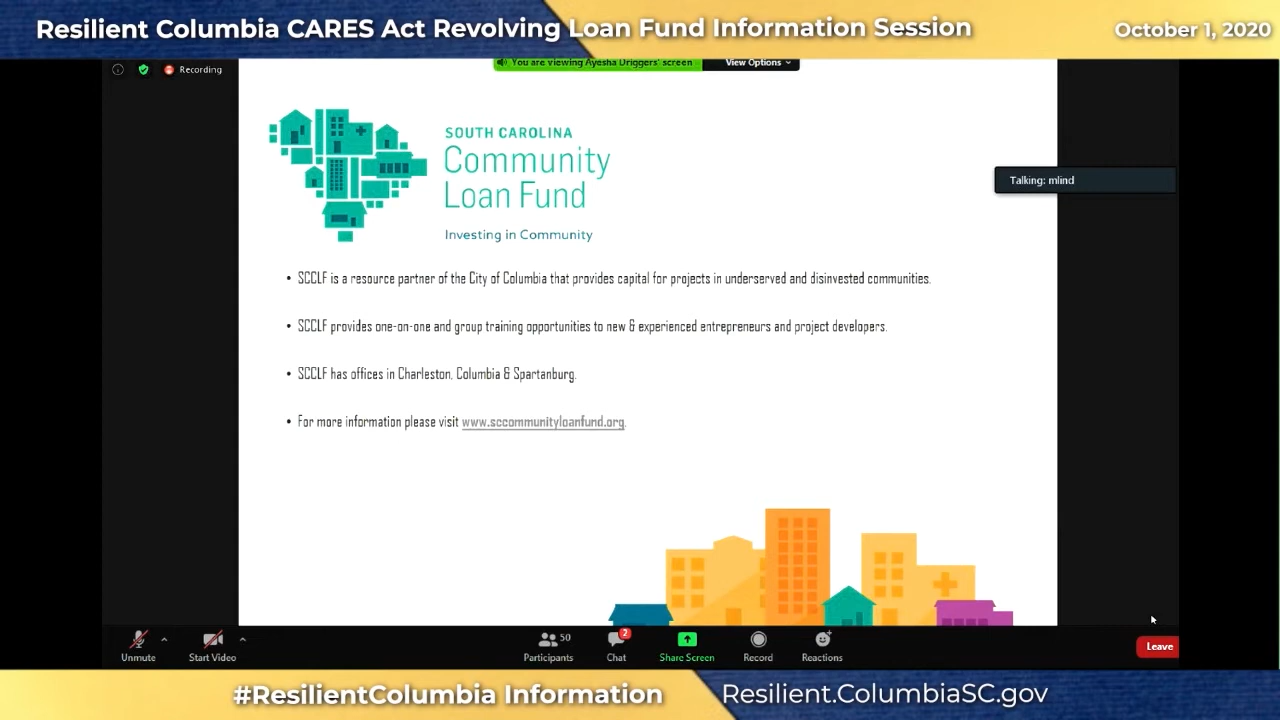 Resilient Columbia CARES Act Revolving Loan Fund Information Session
October 1, 2020
Recording
You are viewing Ayesha Driggers' screen
View Options
SOUTH CAROLINA
Community
Loan Fund
Investing in Community
Talking: mlind
• SCCLF is a resource partner of the City of Columbia that provides capital for projects in underserved and disinvested communities.
• SCCLF provides one-on-one and group training opportunities to new & experienced entrepreneurs and project developers.
• SCCLF has offices in Charleston, Columbia & Spartanburg.
• For more information please visit www.sccommunityloanfund.org.
Unmute
Start Video
50
Participants
2
Chat
Share Screen
Record
Reactions
Leave
#ResilientColumbia Information
Resilient.ColumbiaSC.gov